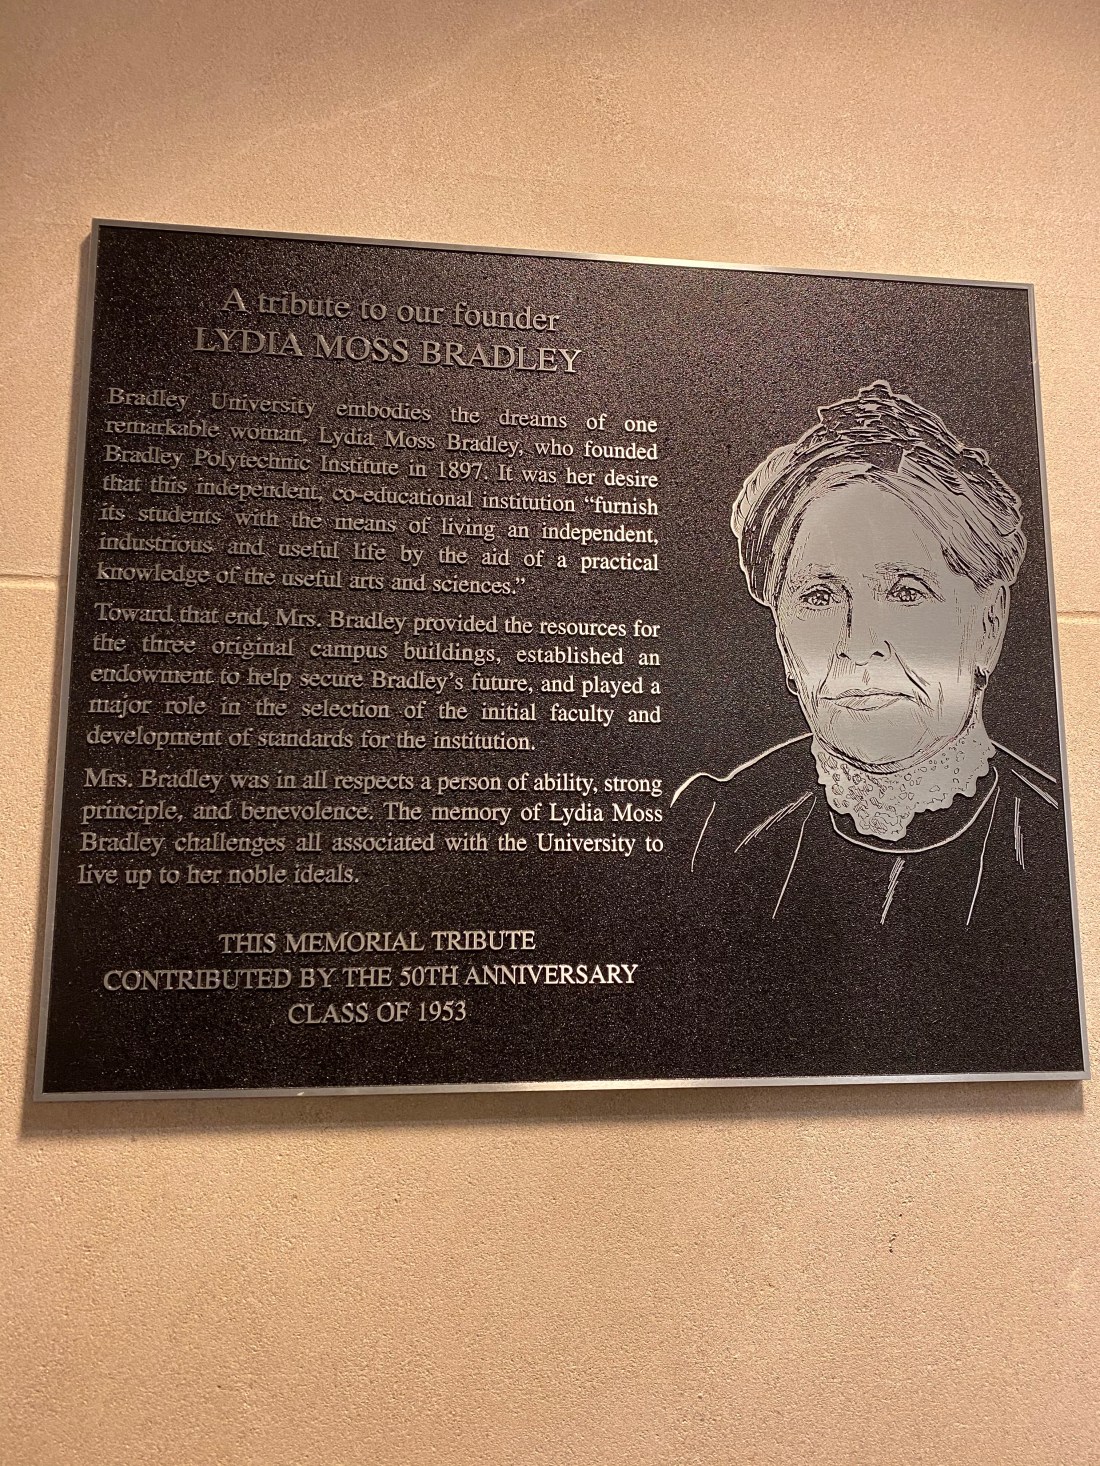 A tribute to our founder
LYDIA MOSS BRADLEY
Bradley University embodies the dreams of one
remarkable woman, Lydia Moss Bradley, who founded
Bradley Polytechnic Institute in 1897. It was her desire
that this independent, co-educational institution “furnish
its students with the means of living an independent,
industrious and useful life by the aid of a practical
knowledge of the useful arts and sciences.”
Toward that end, Mrs. Bradley provided the resources for
the three original campus buildings, established an
endowment to help secure Bradley’s future, and played a
major role in the selection of the initial faculty and
development of standards for the institution.
Mrs. Bradley was in all respects a person of ability, strong
principle, and benevolence. The memory of Lydia Moss
Bradley challenges all associated with the University to
live up to her noble ideals.
THIS MEMORIAL TRIBUTE
CONTRIBUTED BY THE 50TH ANNIVERSARY
CLASS OF 1953